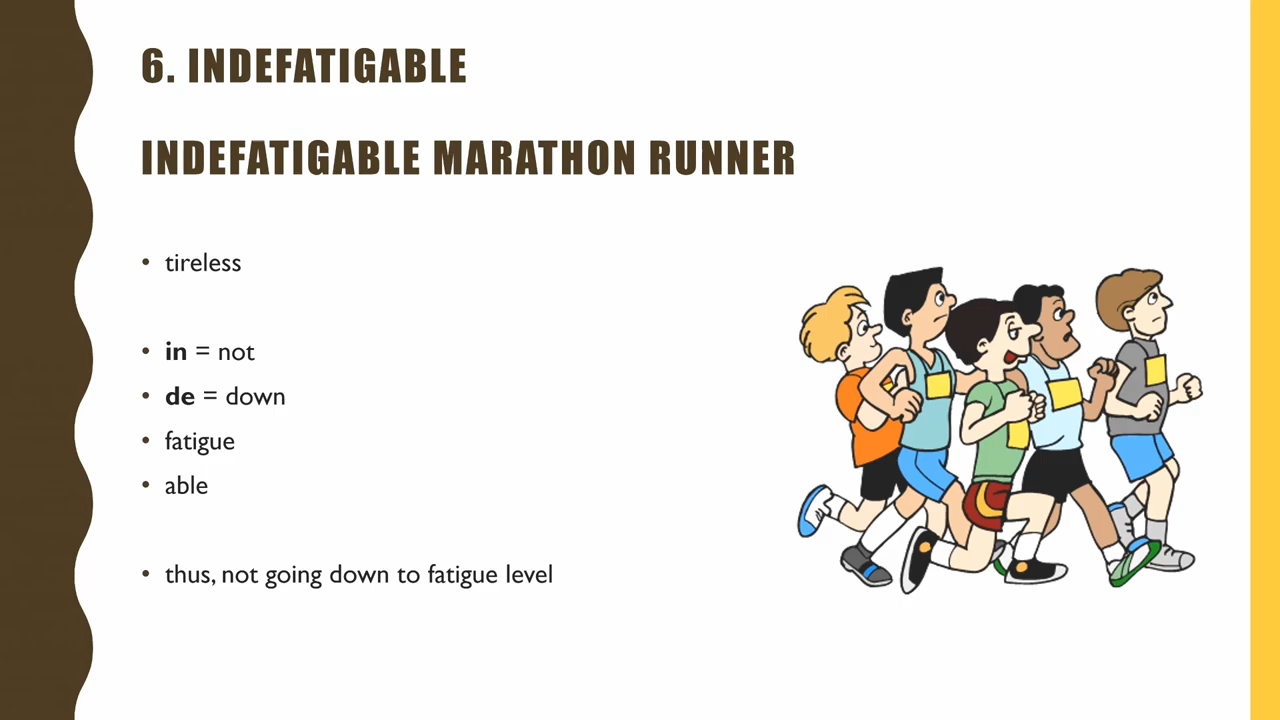 6. INDEFATIGABLE
INDEFATIGABLE MARATHON RUNNER
• tireless
• in = not
• de = down
• fatigue
• able
• thus, not going down to fatigue level